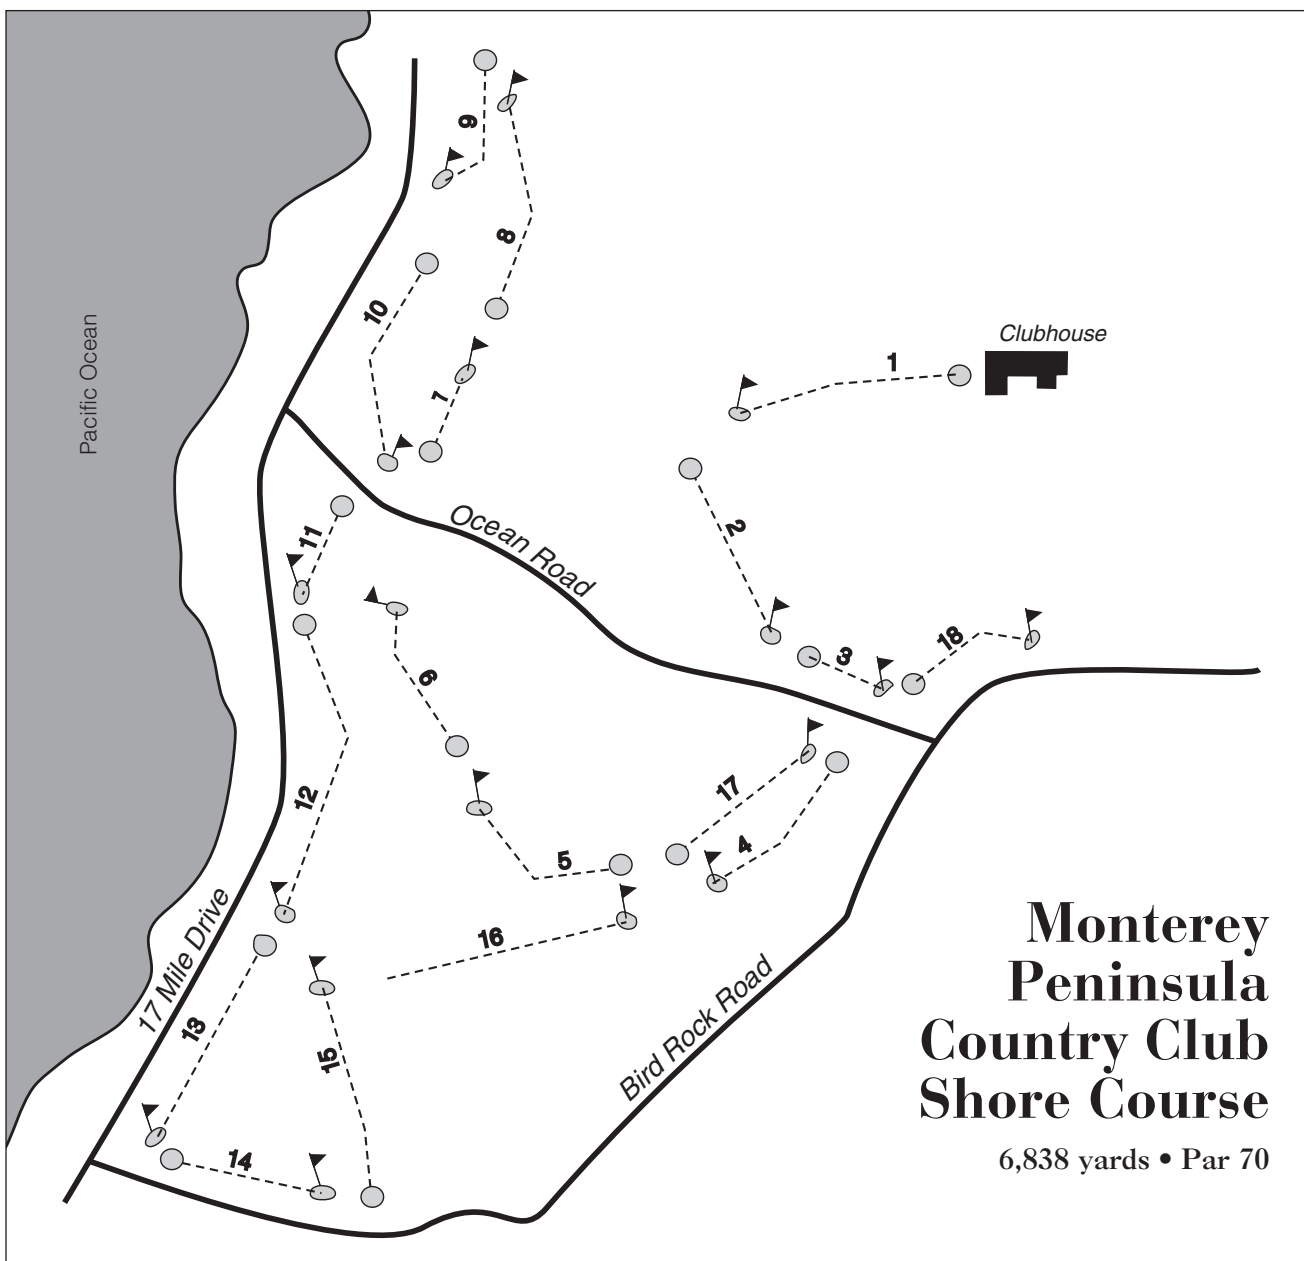 9
8
10
Pacific Ocean
Clubhouse
1
7
Ocean Road
11
2
3
18
6
17
12
4
5
16
17 Mile Drive
13
15
14
Bird Rock Road
Monterey
Peninsula
Country Club
Shore Course
6,838 yards • Par 70